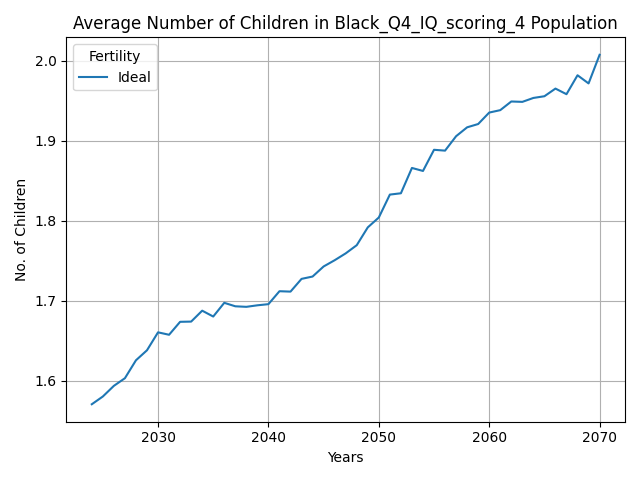 Average Number of Children in Black_Q4_IQ_scoring_4 Population
Fertility
Ideal
No. of Children
2.0
1.9
1.8
1.7
1.6
2030 2040 2050 2060 2070
Years